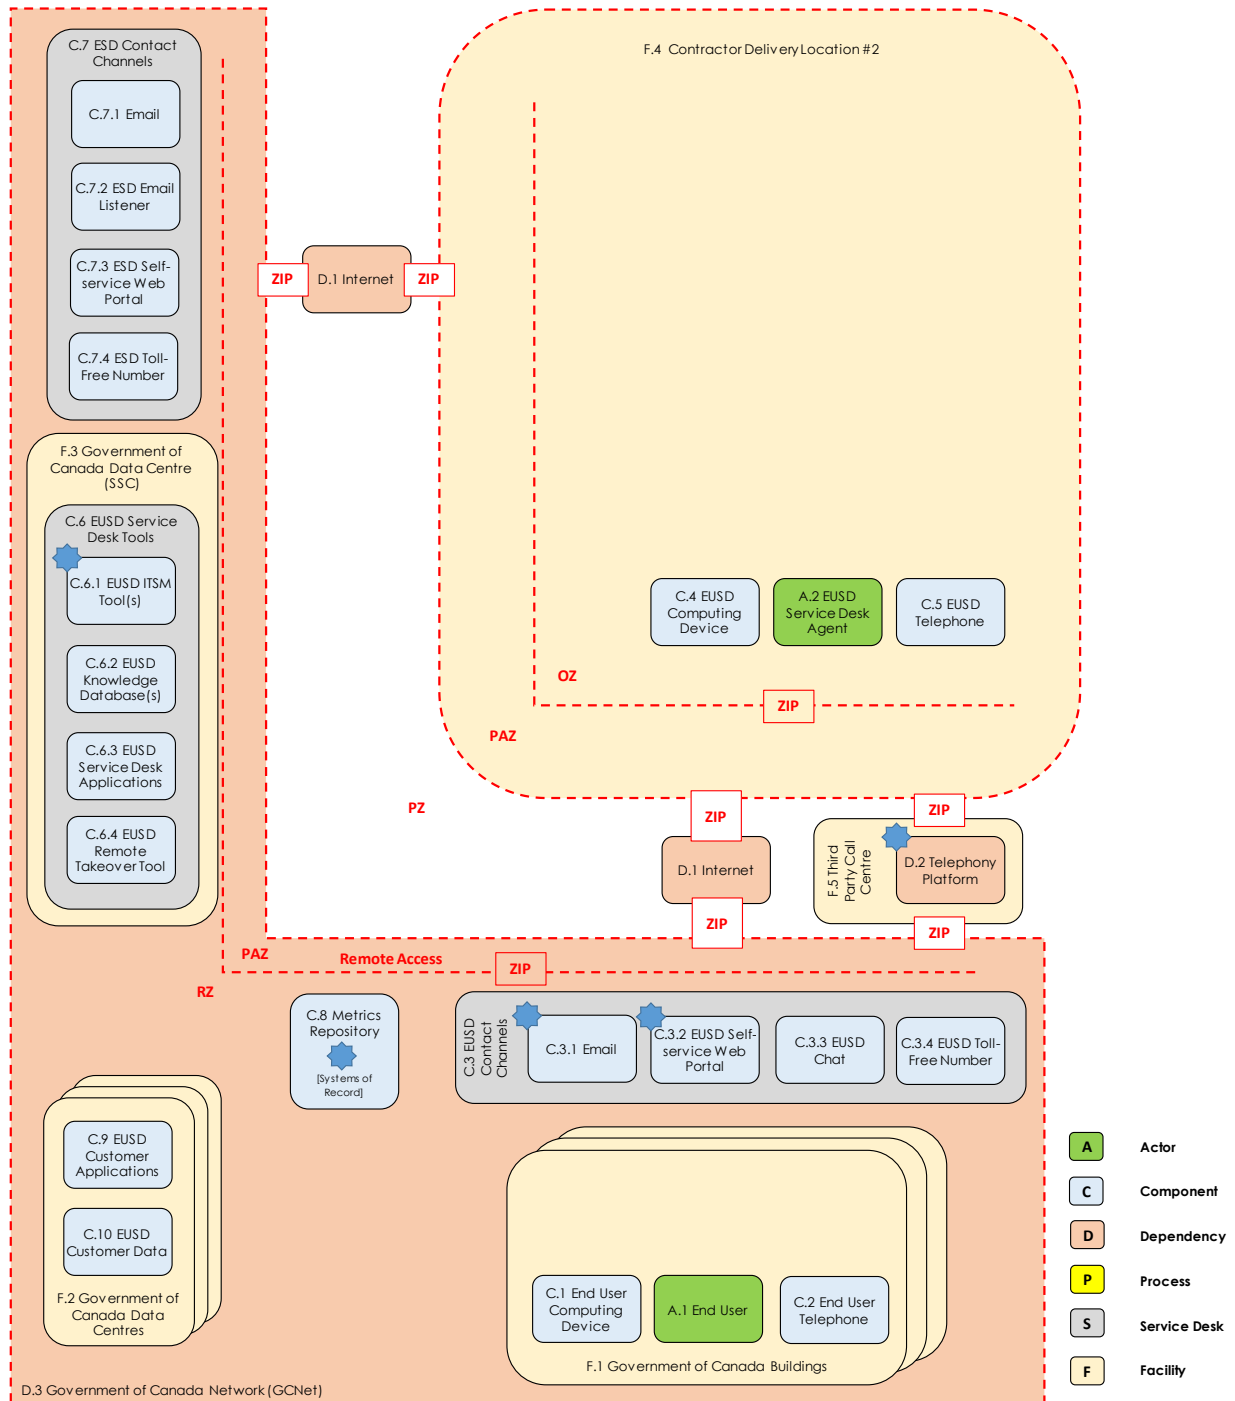 C.7 ESD Contact
Channels
C.7.1 Email
C.7.2 ESD Email
Listener
C.7.3 ESD Self-
service Web
Portal
C.7.4 ESD Toll-
Free Number
F.3 Government of
Canada Data Centre
(SSC)
C.6 EUSD Service
Desk Tools
C.6.1 EUSD ITSM
Tool(s)
C.6.2 EUSD
Knowledge
Database(s)
C.6.3 EUSD
Service Desk
Applications
C.6.4 EUSD
Remote
Takeover Tool
ZIP
D.1 Internet
ZIP
F.4 Contractor Delivery Location #2
C.4 EUSD
Computing
Device
A.2 EUSD
Service Desk
Agent
C.5 EUSD
Telephone
OZ
ZIP
PAZ
PZ
ZIP
D.1 Internet
ZIP
ZIP
F.5 Third
Party Call
Centre
D.2 Telephony
Platform
ZIP
PAZ
Remote Access
ZIP
RZ
C.8 Metrics
Repository
[Systems of
Record]
C.3 EUSD
Contact
Channels
C.3.1 Email
C.3.2 EUSD Self-
service Web
Portal
C.3.3 EUSD
Chat
C.3.4 EUSD Toll-
Free Number
C.9 EUSD
Customer
Applications
C.10 EUSD
Customer Data
F.2 Government of
Canada Data
Centres
C.1 End User
Computing
Device
A.1 End User
C.2 End User
Telephone
F.1 Government of Canada Buildings
D.3 Government of Canada Network (GCNet)
A Actor
C Component
D Dependency
P Process
S Service Desk
F Facility